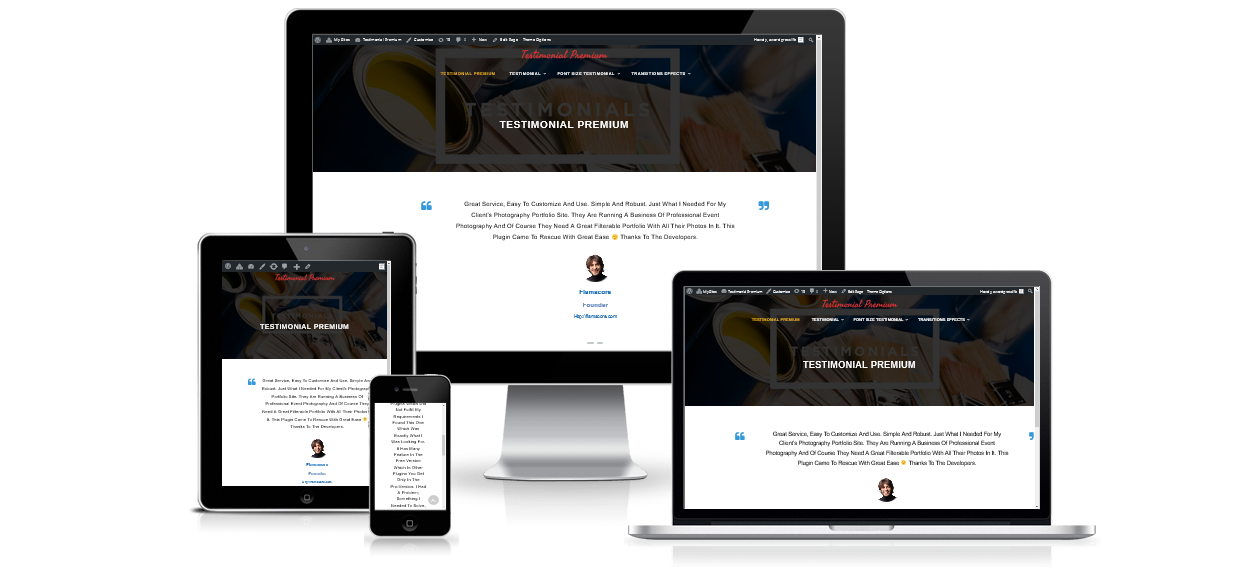 My Sites Testimonial Premium Customize 15 0 New Edit Page Theme Options
Testimonial Premium
TESTIMONIAL PREMIUM TESTIMONIAL FONT SIZE TESTIMONIAL TRANSITIONS EFFECTS
TESTIMONIALS
TESTIMONIAL PREMIUM
Great Service, Easy To Customize And Use. Simple And Robust. Just What I Needed For My
Client's Photography Portfolio Site. They Are Running A Business Of Professional Event
Photography And Of Course They Need A Great Filterable Portfolio With All Their Photos In It. This
Plugin Came To Rescue With Great Ease 🙂 Thanks To The Developers.
Flamacore
Founder
Http://flamacore.com
Testimonial Premium
TESTIMONIAL PREMIUM
Great Service, Easy To Customize And Use. Simple And
Robust. Just What I Needed For My Client's Photography
Portfolio Site. They Are Running A Business Of
Professional Event Photography And Of Course They
Need A Great Filterable Portfolio With All Their Photos
It. This Plugin Came To Rescue With Great Ease 🙂
Thanks To The Developers.
Flamacore
Founder
Not Fulfill My
Requirements I
Found This One
Which Was
Exactly What I
Was Looking For.
It Has Many
Feature In The
Free Version
Which In Other
Plugins You Get
Only In The
Pro Version. I Had
A Problem,
Something I
Needed To Solve,
My Sites Testimonial Premium Customize 15 0 New Edit Page Theme Options
Testimonial Premium
TESTIMONIAL PREMIUM TESTIMONIAL FONT SIZE TESTIMONIAL TRANSITIONS EFFECTS
TESTIMONIALS
TESTIMONIAL PREMIUM
Great Service, Easy To Customize And Use. Simple And Robust. Just What I Needed For My
Client's Photography Portfolio Site. They Are Running A Business Of Professional Event
Photography And Of Course They Need A Great Filterable Portfolio With All Their Photos In It. This
Plugin Came To Rescue With Great Ease 🙂 Thanks To The Developers.